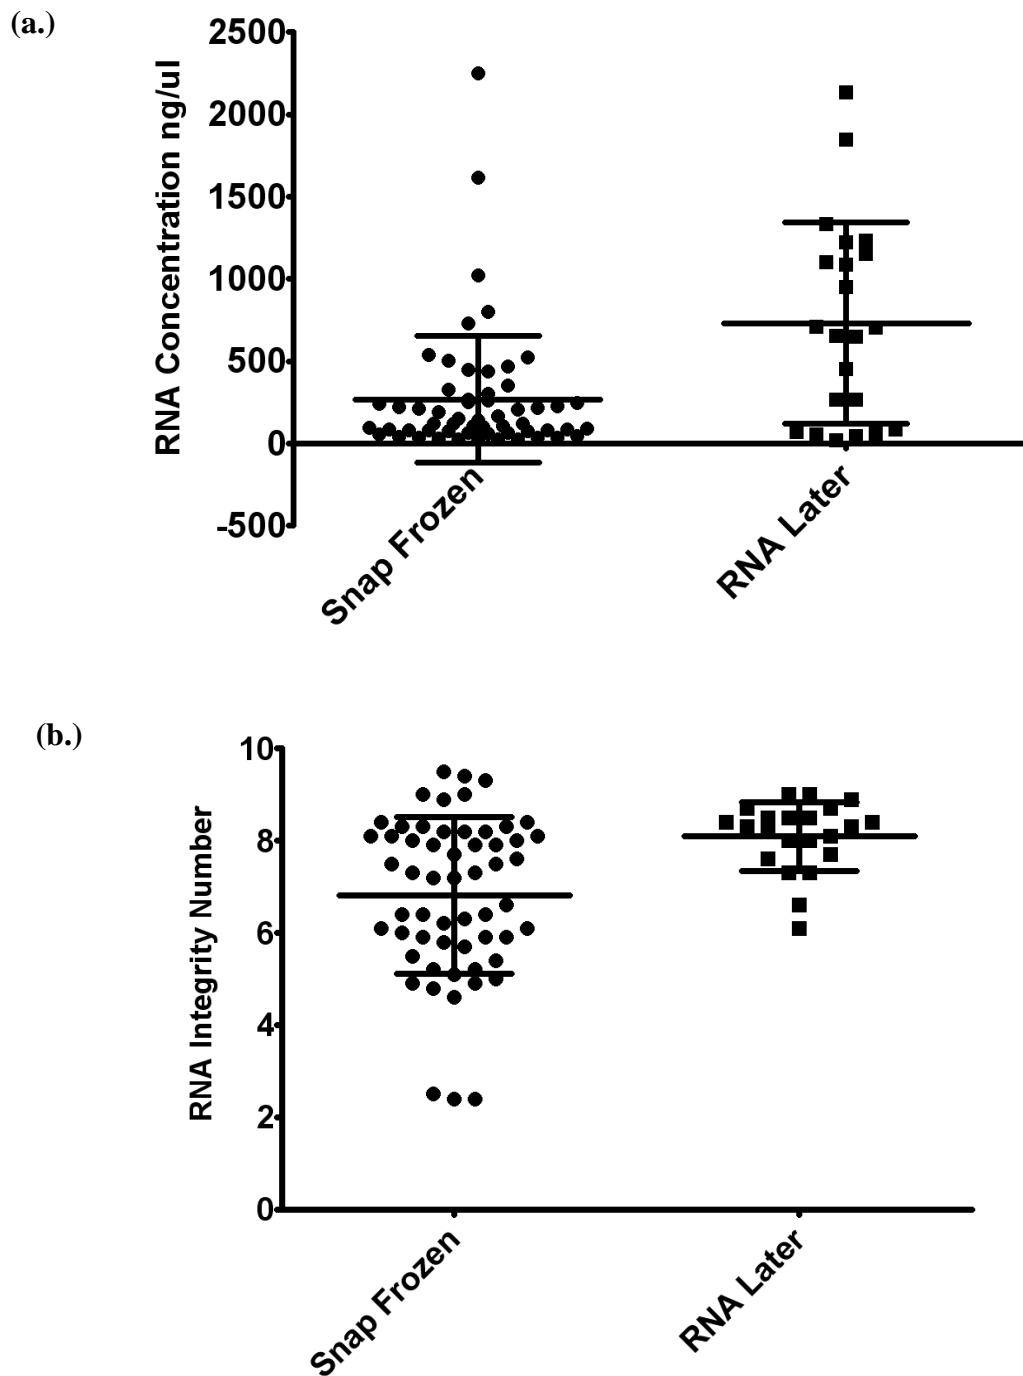 (a.)
RNA Concentration ng/ul
2500
2000
1500
1000
500
0
-500
Snap Frozen
RNA Later
(b.)
RNA Integrity Number
10
8
6
4
2
0
Snap Frozen
RNA Later